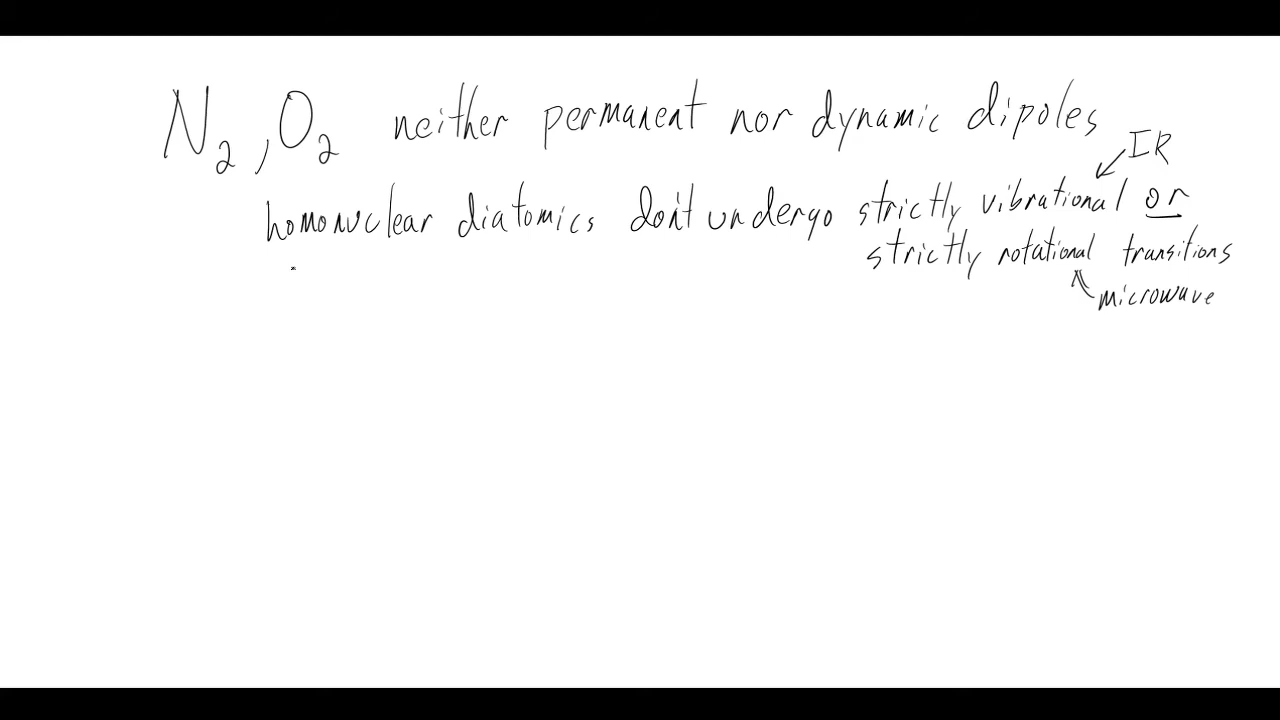 N₂, O₂ neither permanent nor dynamic dipoles
IR
homonuclear diatomics don't undergo strictly vibrational or
strictly rotational transitions
microwave